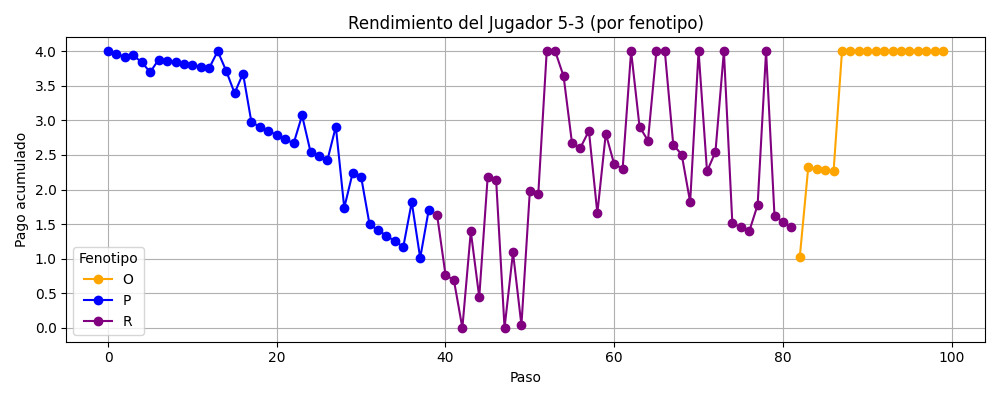 Rendimiento del Jugador 5-3 (por fenotipo)
Pago acumulado
4.0
3.5
3.0
2.5
2.0
1.5
1.0
0.5
0.0
Fenotipo
O
P
R
0 20 40 60 80 100
Paso